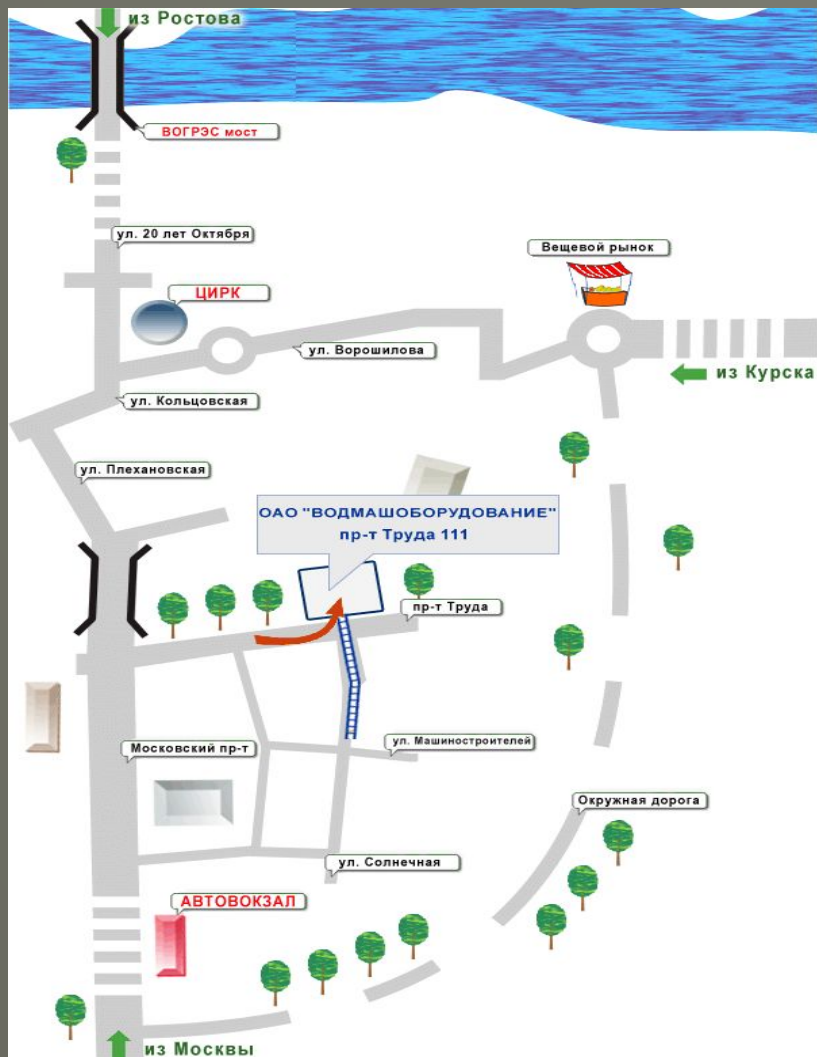 из Ростова
ВОГРЭС мост
ул. 20 лет Октября
Вещевой рынок
ЦИРК
ул. Ворошилова
из Курска
ул. Кольцовская
ул. Плехановская
ОАО "ВОДМАШОБОРУДОВАНИЕ"
пр-т Труда 111
пр-т Труда
Московский пр-т
ул. Машиностроителей
Окружная дорога
ул. Солнечная
АВТОВОКЗАЛ
из Москвы